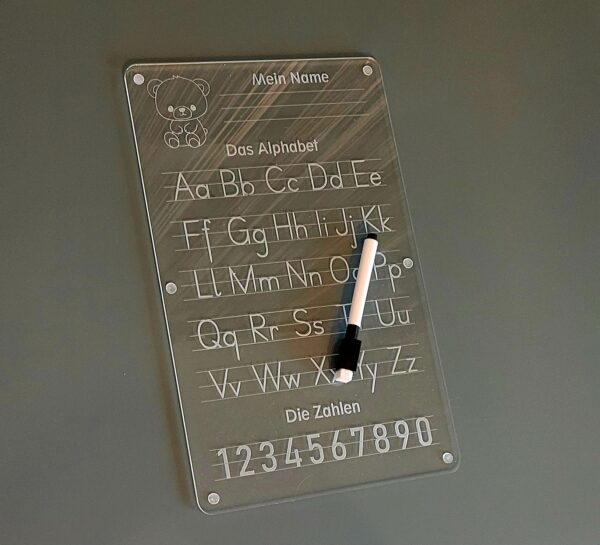 Mein Name
Das Alphabet
Aa Bb Cc Dd Ee
Ff Gg Hh Ii Jj Kk
Ll Mm Nn Pp
Qq Rr Ss Uu
Vv Ww Zz
Die Zahlen
1234567890